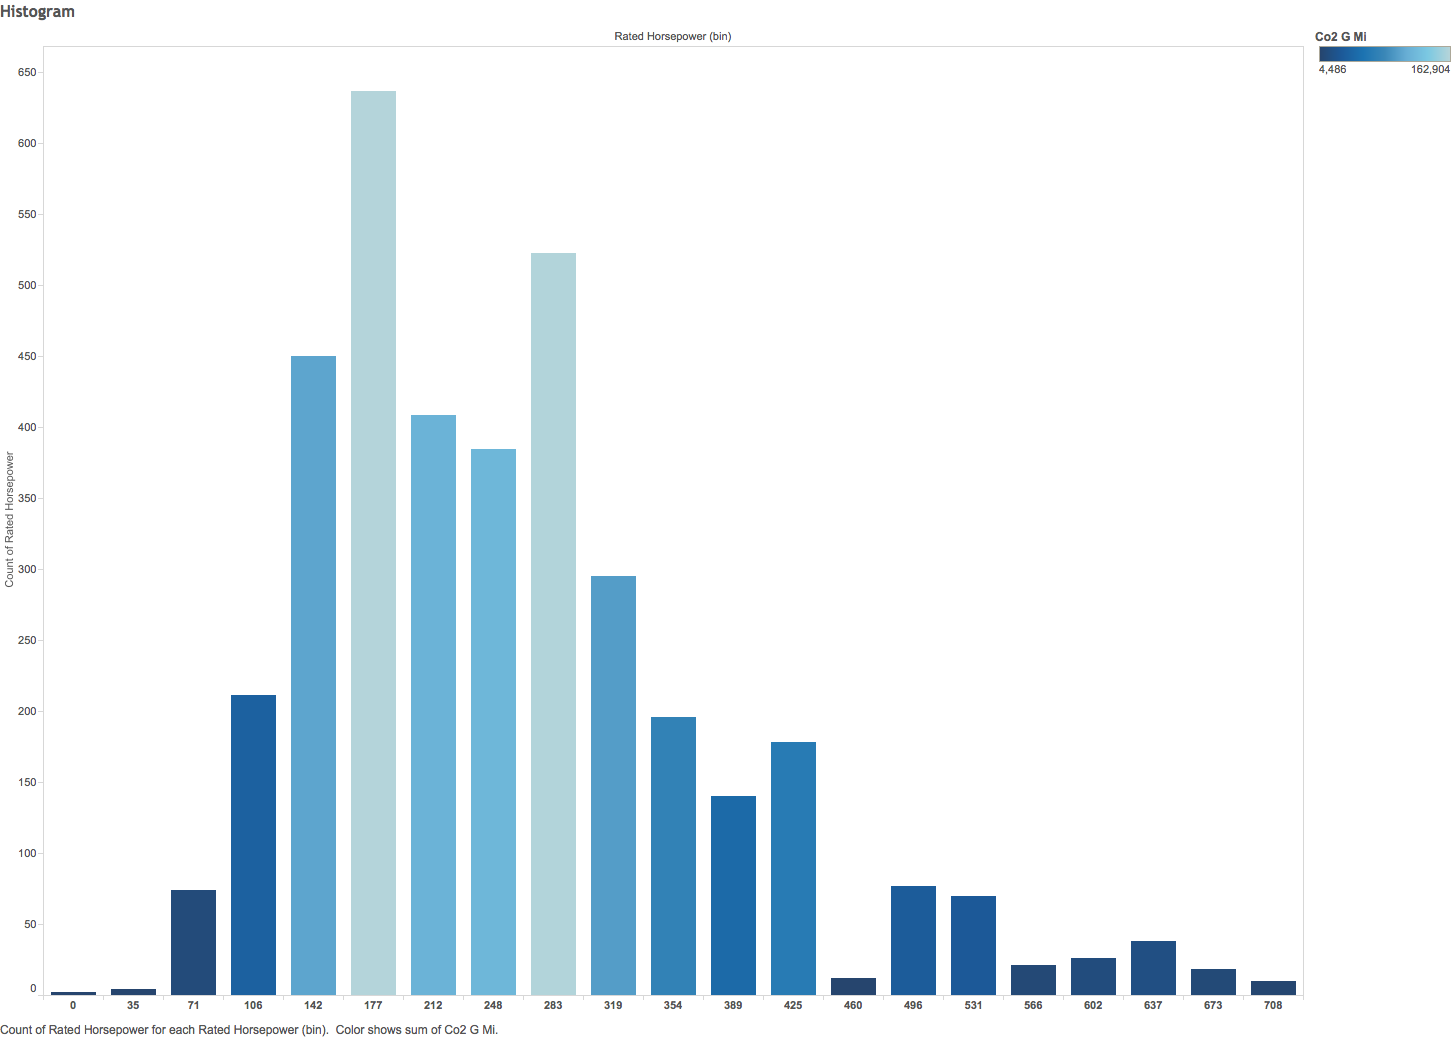 Histogram
Rated Horsepower (bin)
Co2 G Mi
4,486 162,904
650
600
550
500
450
400
350
300
250
200
150
100
50
0
Count of Rated Horsepower
0 35 71 106 142 177 212 248 283 319 354 389 425 460 496 531 566 602 637 673 708
Count of Rated Horsepower for each Rated Horsepower (bin).  Color shows sum of Co2 G Mi.